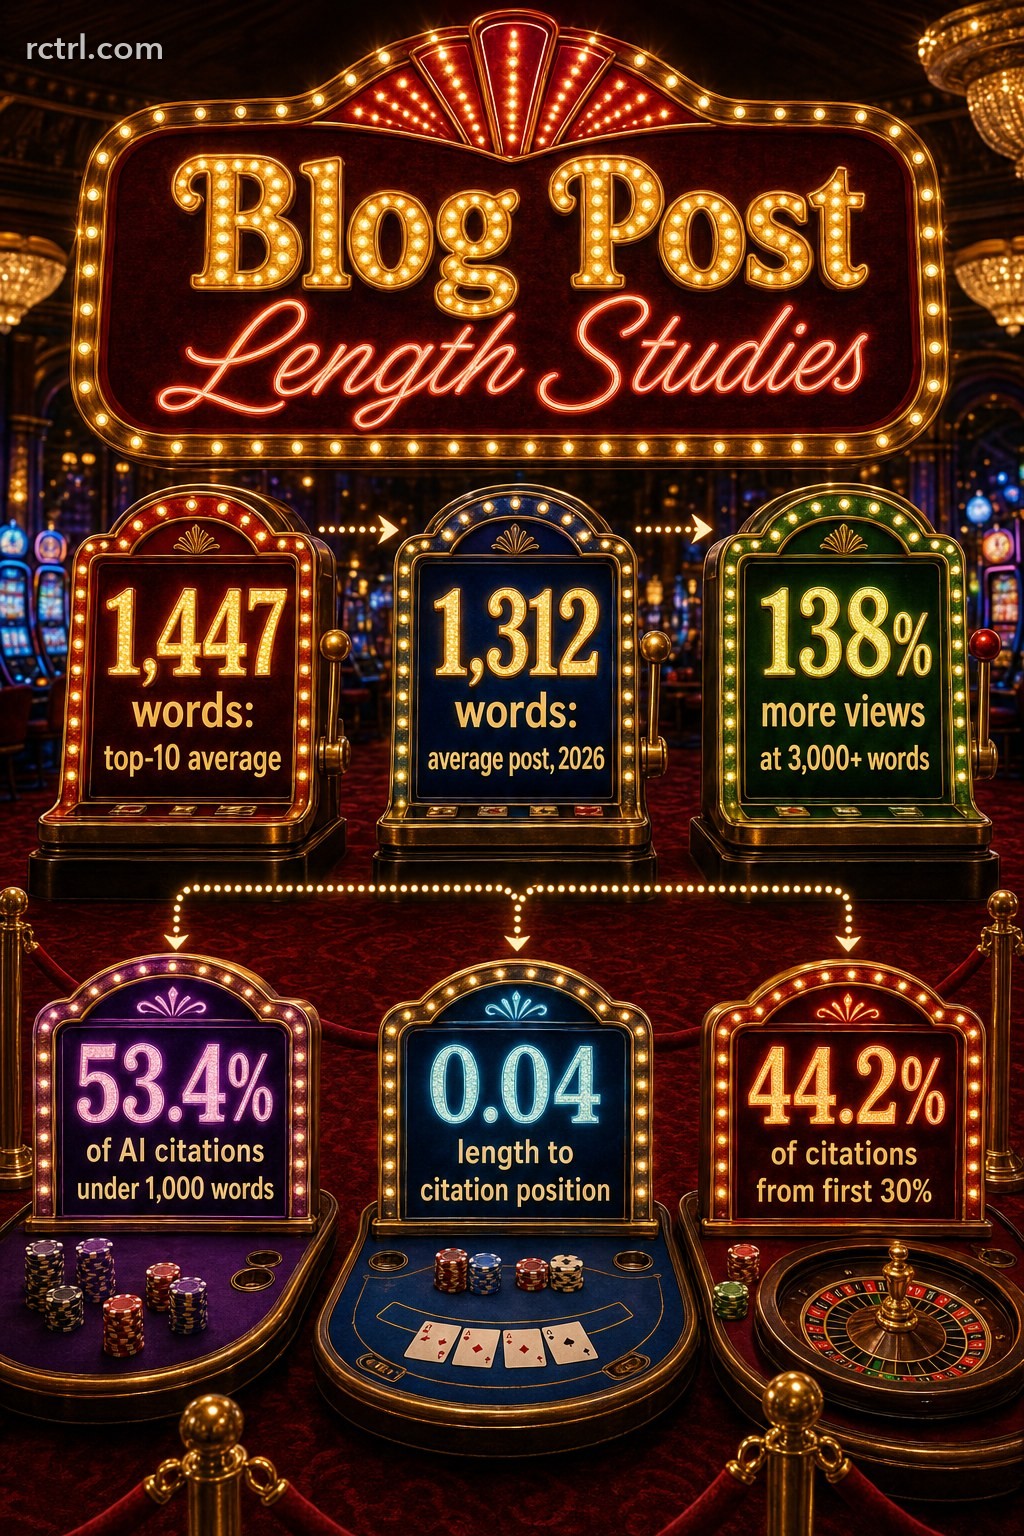 rctrl.com
Blog Post
Length Studies
1,447
words:
top-10 average
1,312
words:
average post, 2026
138%
more views
at 3,000+ words
53.4%
of AI citations
under 1,000 words
0.04
length to
citation position
44.2%
of citations
from first 30%